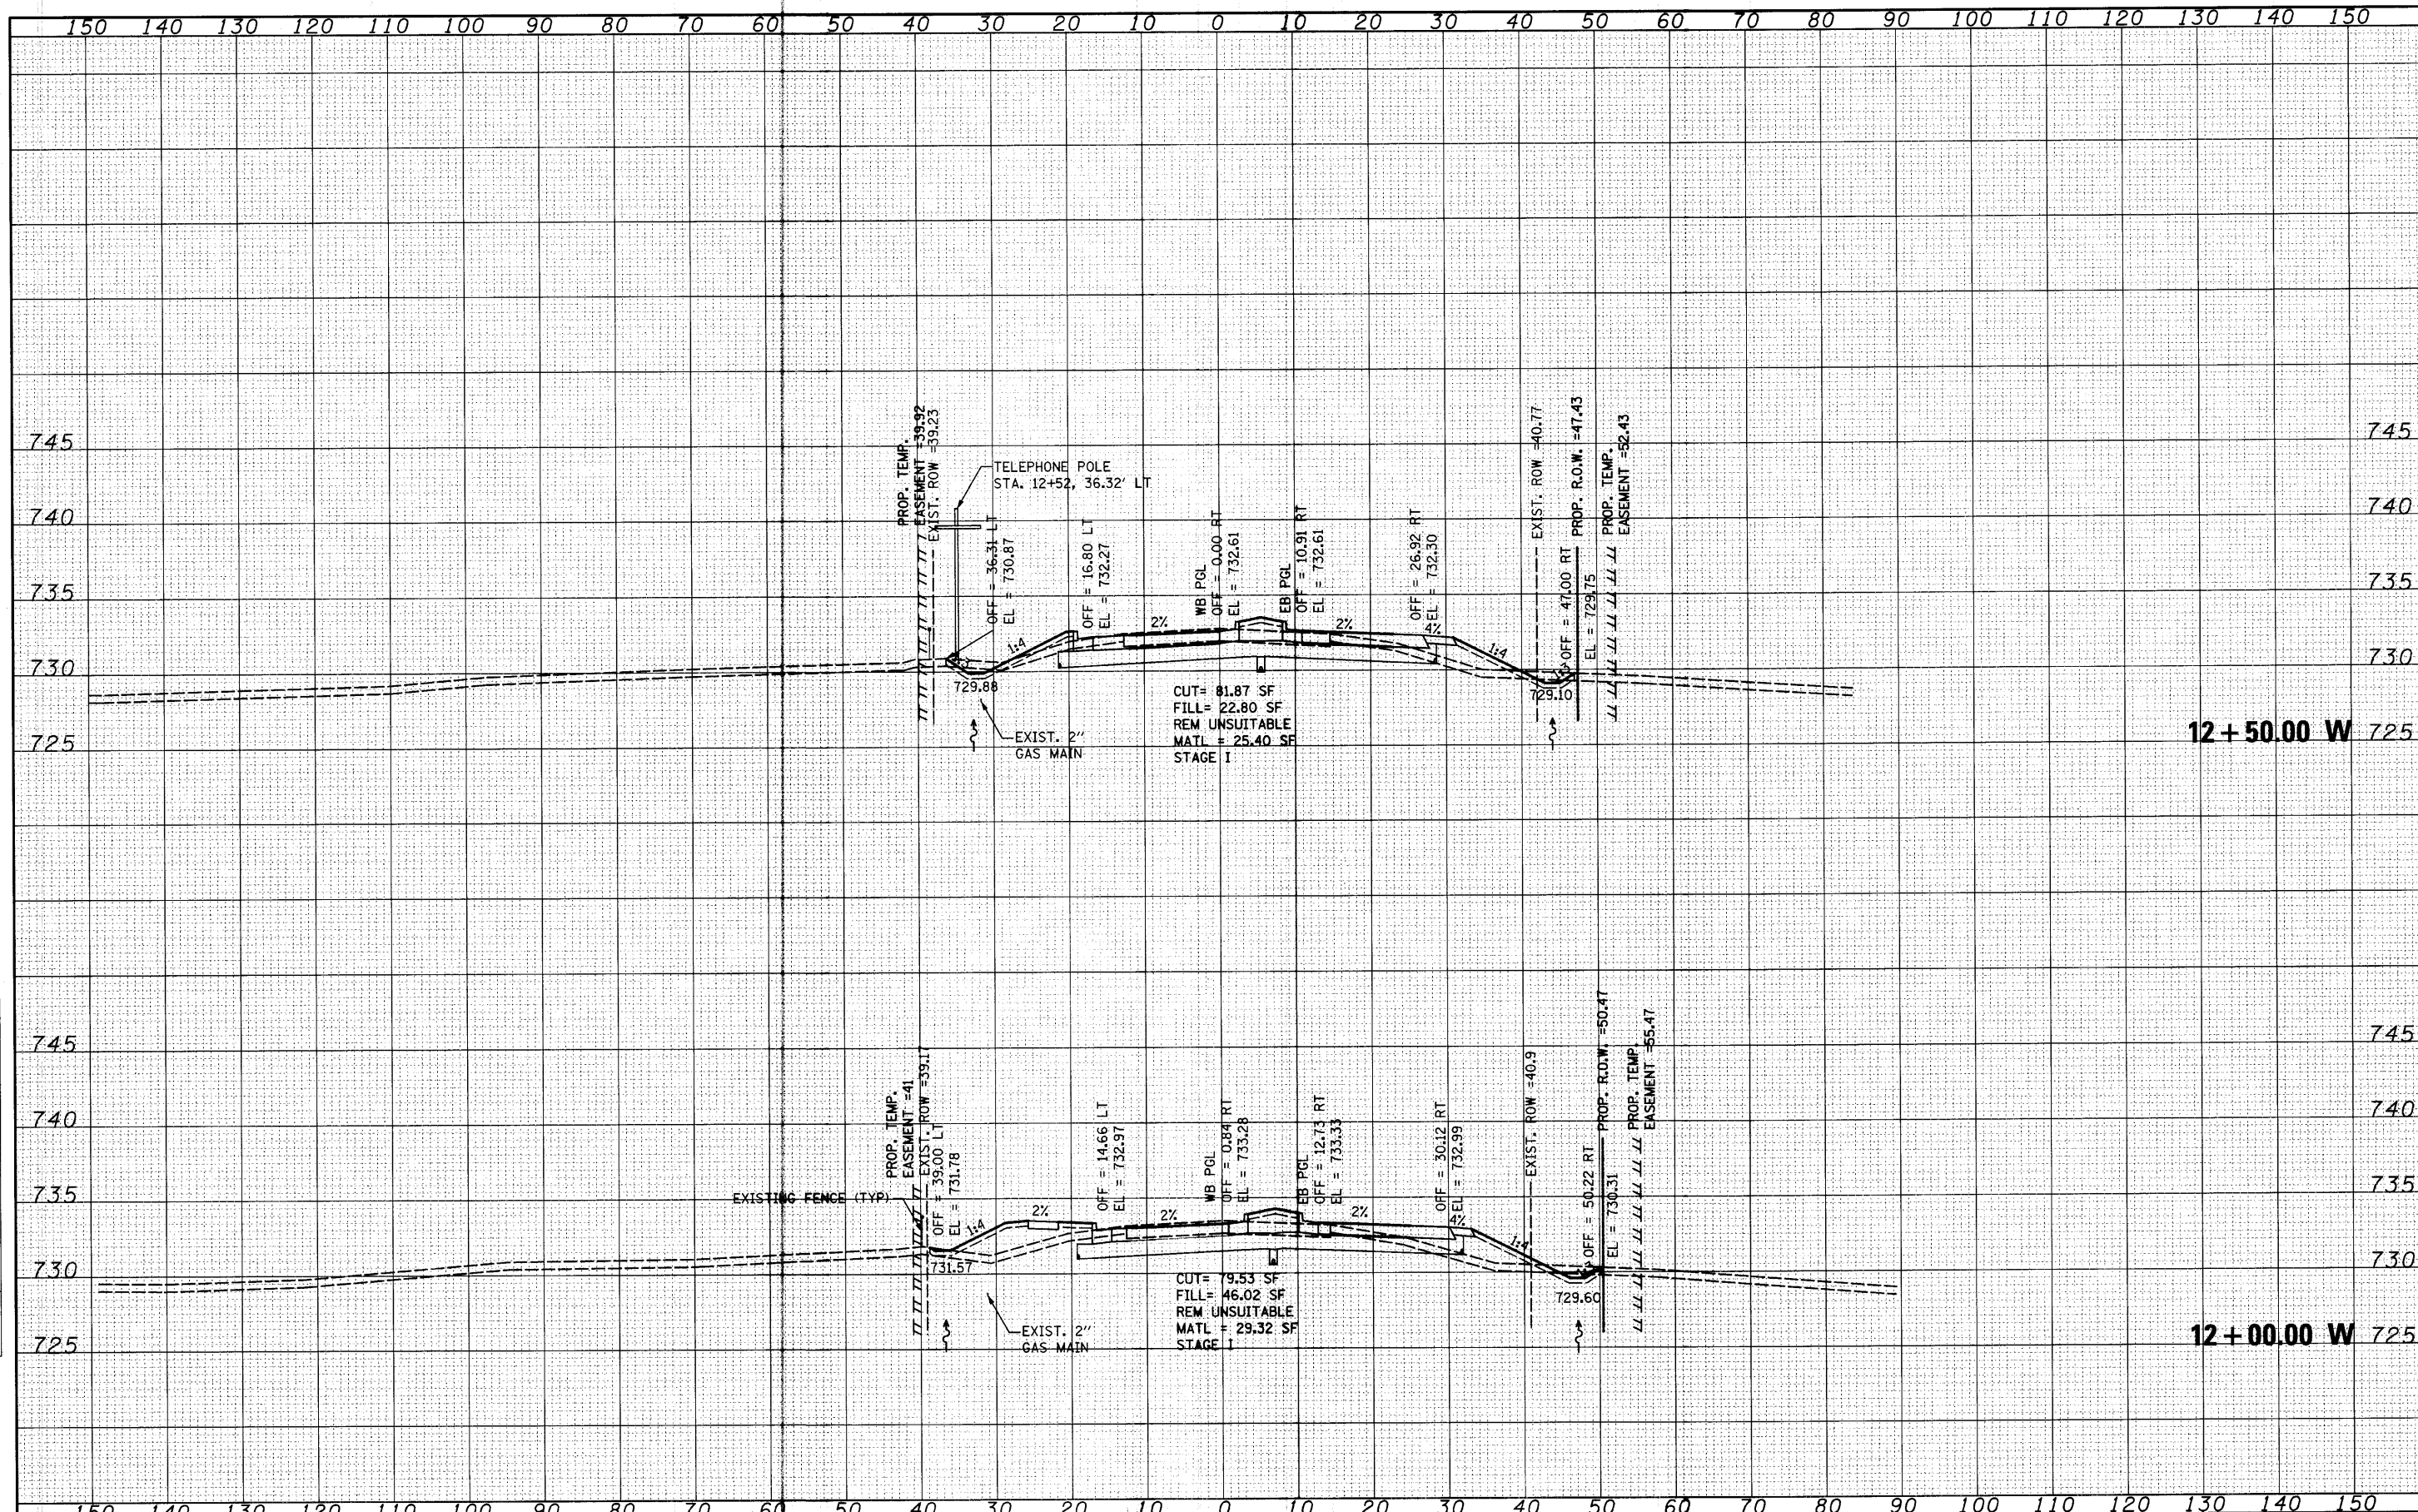 150 140 130 120 110 100 90 80 70 60 50 40 30 20 10 0 10 20 30 40 50 60 70 80 90 100 110 120 130 140 150
745 745
740 740
735 735
730 730
725 725
PROP. TEMP.
EASEMENT =39.92
EXIST. ROW =39.23
TELEPHONE POLE
STA. 12+52, 36.32' LT
OFF = 36.31 LT
EL = 730.87
OFF = 16.80 LT
EL = 732.27
WB PGL
OFF = 0.00 RT
EL = 732.61
EB PGL
OFF = 10.91 RT
EL = 732.61
OFF = 26.92 RT
EL = 732.30
EXIST. ROW =40.77
OFF = 47.00 RT
EL = 729.75
PROP. R.O.W. =47.43
PROP. TEMP.
EASEMENT =52.43
1:4
2%
2%
4%
1:4
729.88
729.10
EXIST. 2''
GAS MAIN
CUT= 81.87 SF
FILL= 22.80 SF
REM UNSUITABLE
MATL = 25.40 SF
STAGE I
12+50.00 W
745 745
740 740
735 735
730 730
725 725
PROP. TEMP.
EASEMENT =41
EXIST. ROW =39.17
OFF = 39.00 LT
EL = 731.78
EXISTING FENCE (TYP)
OFF = 14.66 LT
EL = 732.97
WB PGL
OFF = 0.84 RT
EL = 733.28
EB PGL
OFF = 12.73 RT
EL = 733.33
OFF = 30.12 RT
EL = 732.99
EXIST. ROW =40.9
OFF = 50.22 RT
EL = 730.31
PROP. R.O.W. =50.47
PROP. TEMP.
EASEMENT =55.47
1:4
2%
2%
2%
4%
1:4
731.57
729.60
EXIST. 2''
GAS MAIN
CUT= 79.53 SF
FILL= 46.02 SF
REM UNSUITABLE
MATL = 29.32 SF
STAGE I
12+00.00 W
150 140 130 120 110 100 90 80 70 60 50 40 30 20 10 0 10 20 30 40 50 60 70 80 90 100 110 120 130 140 150